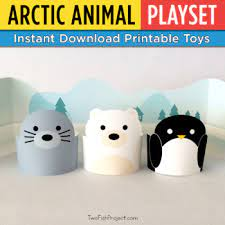 ARCTIC ANIMAL PLAYSET
Instant Download Printable Toys
TwoFishProject.com